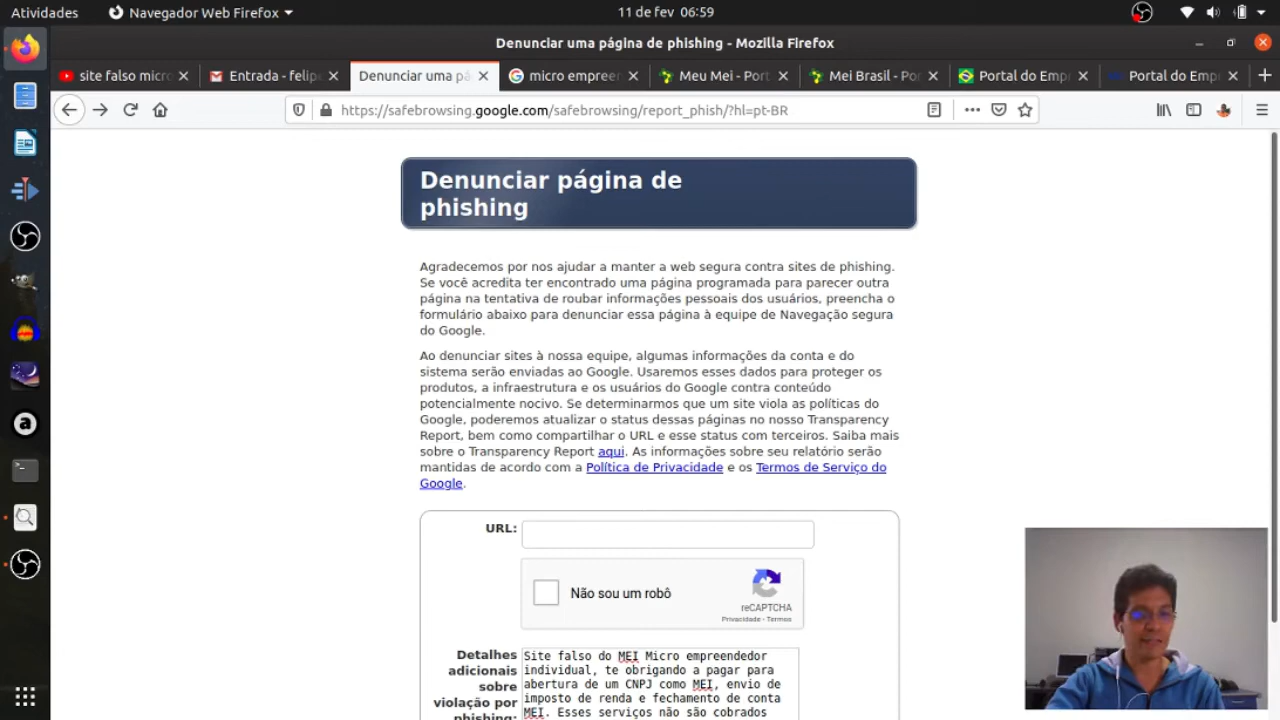 Atividades
Navegador Web Firefox
11 de fev 06:59
Denunciar uma página de phishing - Mozilla Firefox
site falso micro
Entrada - felip
Denunciar uma pá
micro empreer
Meu Mei - Port
Mei Brasil - Por
Portal do Emp
Portal do Emp
https://safebrowsing.google.com/safebrowsing/report_phish/?hl=pt-BR
Denunciar página de
phishing
Agradecemos por nos ajudar a manter a web segura contra sites de phishing.
Se você acredita ter encontrado uma página programada para parecer outra
página na tentativa de roubar informações pessoais dos usuários, preencha o
formulário abaixo para denunciar essa página à equipe de Navegação segura
do Google.
Ao denunciar sites à nossa equipe, algumas informações da conta e do
sistema serão enviadas ao Google. Usaremos esses dados para proteger os
produtos, a infraestrutura e os usuários do Google contra conteúdo
potencialmente nocivo. Se determinarmos que um site viola as políticas do
Google, poderemos atualizar o status dessas páginas no nosso Transparency
Report, bem como compartilhar o URL e esse status com terceiros. Saiba mais
sobre o Transparency Report aqui. As informações sobre seu relatório serão
mantidas de acordo com a Política de Privacidade e os Termos de Serviço do
Google.
URL:
Não sou um robô
reCAPTCHA
Privacidade - Termos
Detalhes
adicionais
sobre
violação por
phishing:
Site falso do MEI Micro empreendedor
individual, te obrigando a pagar para
abertura de um CNPJ como MEI, envio de
imposto de renda e fechamento de conta
MEI. Esses serviços não são cobrados